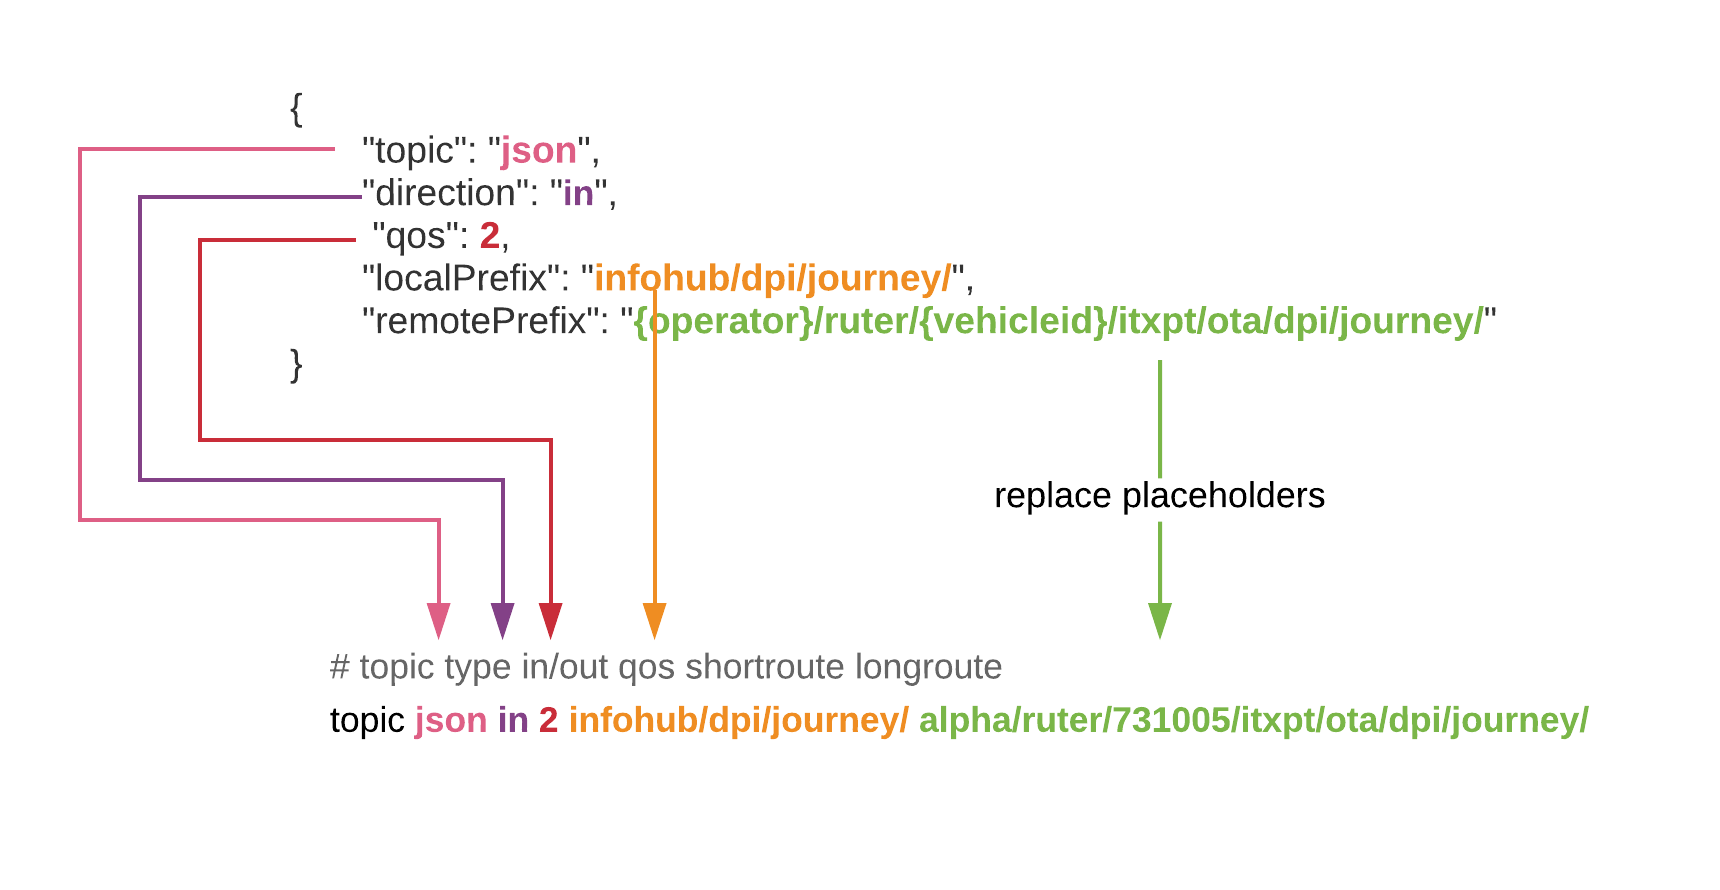 {
"topic": "json",
"direction": "in",
"qos": 2,
"localPrefix": "infohub/dpi/journey/",
"remotePrefix": "{operator}/ruter/{vehicleid}/itxpt/ota/dpi/journey/"
}
replace placeholders
# topic type in/out qos shortroute longroute
topic json in 2 infohub/dpi/journey/ alpha/ruter/731005/itxpt/ota/dpi/journey/